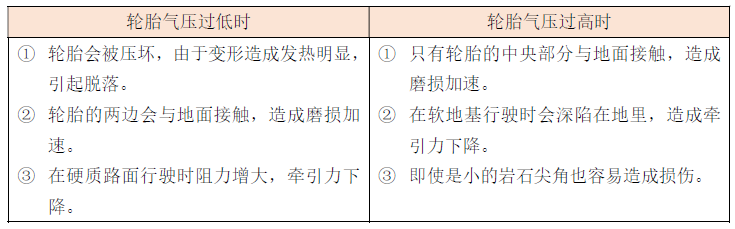 轮胎气压过低时
轮胎气压过高时
① 轮胎会被压坏，由于变形造成发热明显，
引起脱落。
② 轮胎的两边会与地面接触，造成磨损加
速。
③ 在硬质路面行驶时阻力增大，牵引力下
降。
① 只有轮胎的中央部分与地面接触，造成
磨损加速。
② 在软地基行驶时会深陷在地里，造成牵
引力下降。
③ 即使是小的岩石尖角也容易造成损伤。